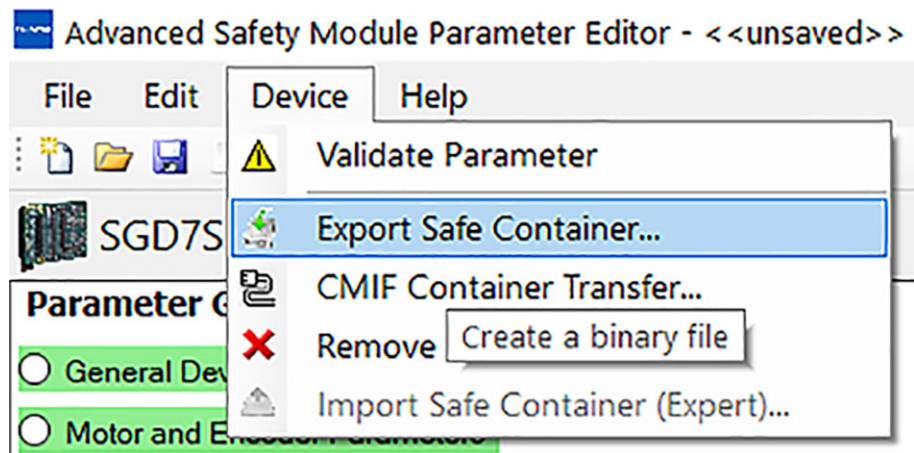 Advanced Safety Module Parameter Editor - <<unsaved>>
File Edit Device Help
Validate Parameter
SGD7S
Export Safe Container...
CMIF Container Transfer...
Parameter
Remove
Create a binary file
General
Import Safe Container (Expert)...
Motor and